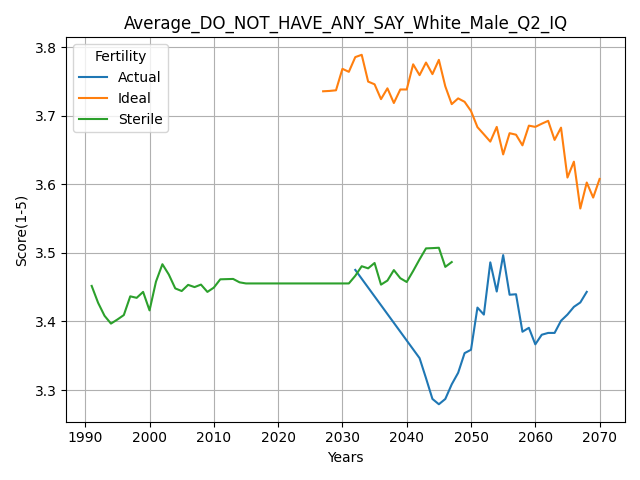 Average_DO_NOT_HAVE_ANY_SAY_White_Male_Q2_IQ
Fertility
Actual
Ideal
Sterile
Score(1-5)
3.8
3.7
3.6
3.5
3.4
3.3
1990 2000 2010 2020 2030 2040 2050 2060 2070
Years